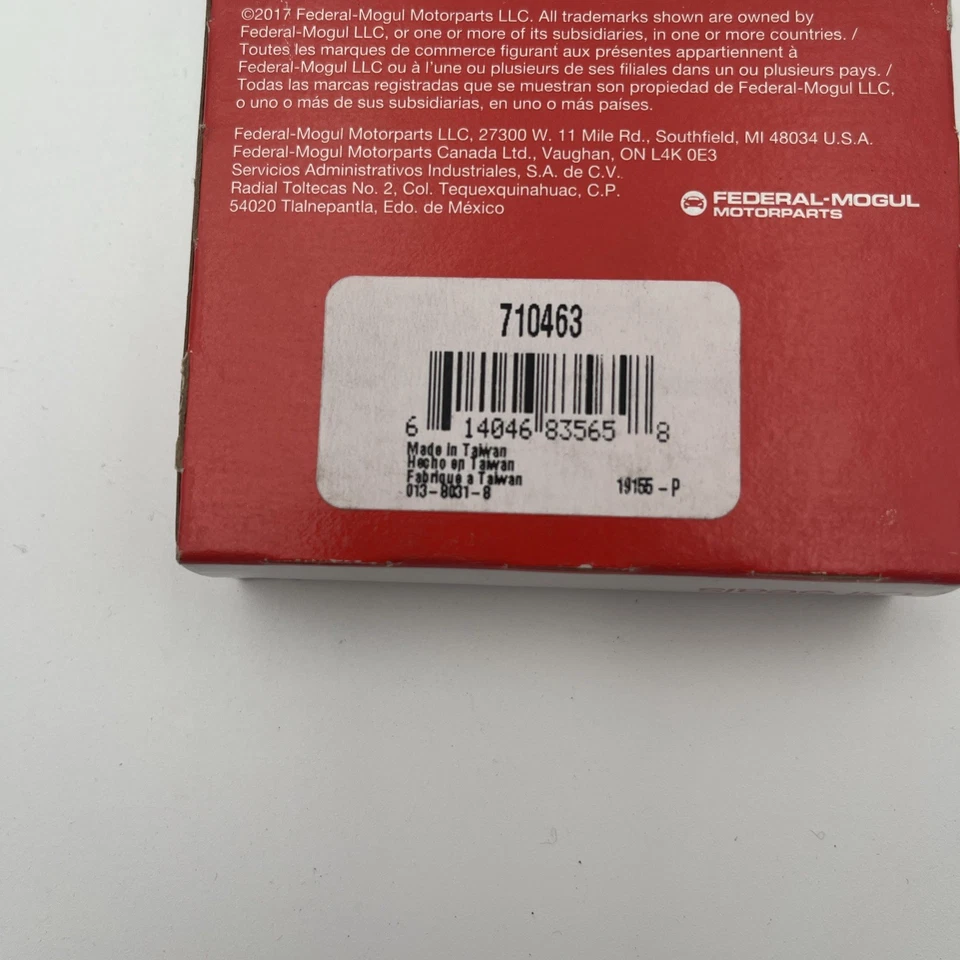 ©2017 Federal-Mogul Motorparts LLC. All trademarks shown are owned by
Federal-Mogul LLC, or one or more of its subsidiaries, in one or more countries. /
Toutes les marques de commerce figurant aux présentes appartiennent à
Federal-Mogul LLC ou à l'une ou plusieurs de ses filiales dans un ou plusieurs pays. /
Todas las marcas registradas que se muestran son propiedad de Federal-Mogul LLC,
o uno o más de sus subsidiarias, en uno o más países.
Federal-Mogul Motorparts LLC, 27300 W. 11 Mile Rd., Southfield, MI 48034 U.S.A.
Federal-Mogul Motorparts Canada Ltd., Vaughan, ON L4K 0E3
Servicios Administrativos Industriales, S.A. de C.V.
Radial Toltecas No. 2, Col. Tequexquinahuac, C.P.
54020 Tlalnepantla, Edo. de México
FEDERAL-MOGUL
MOTORPARTS
710463
6 14046 83565 8
Made in Taiwan
Hecho en Taiwan
Fabrique a Taiwan
013-8031-8 19155 - P